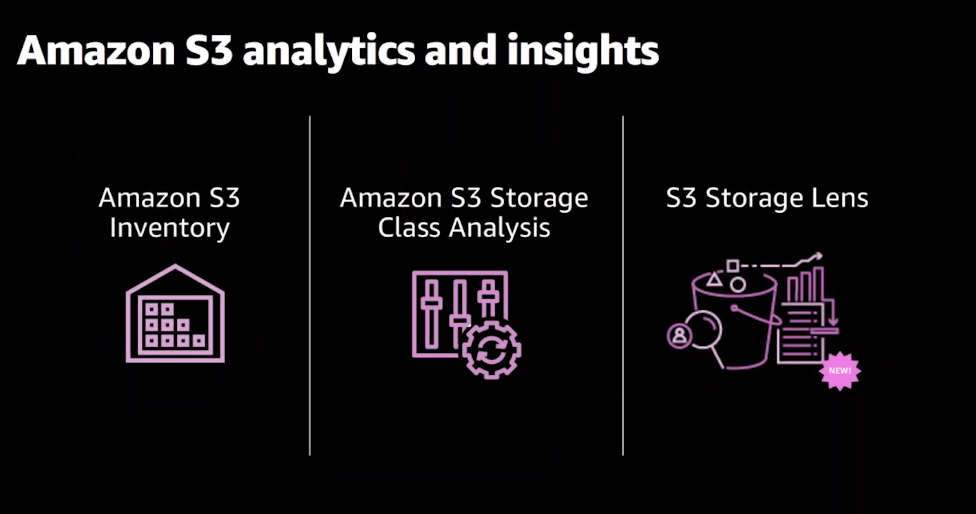 Amazon S3 analytics and insights
Amazon S3
Inventory
Amazon S3 Storage
Class Analysis
S3 Storage Lens
NEW!